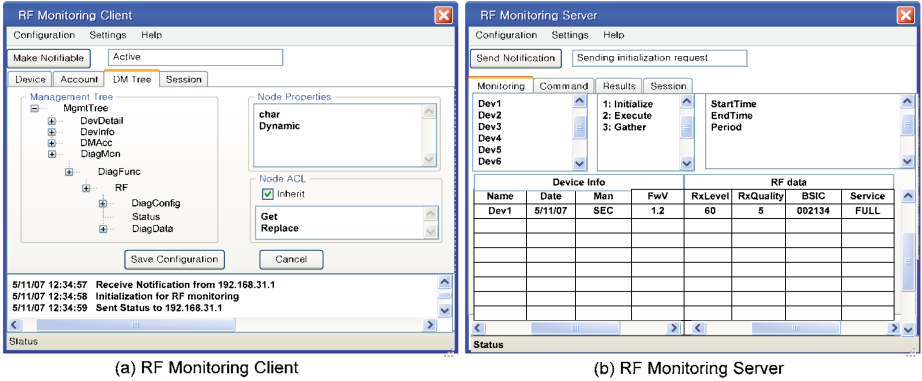 RF Monitoring Client
Configuration Settings Help
Make Notifiable Active
Device Account DM Tree Session
Management Tree
MgmtTree
DevDetail
DevInfo
DMAcc
DiagMon
DiagFunc
RF
DiagConfig
Status
DiagData
Node Properties
char
Dynamic
Node ACL
Inherit
Get
Replace
Save Configuration Cancel
5/11/07 12:34:57 Receive Notification from 192.168.31.1
5/11/07 12:34:58 Initialization for RF monitoring
5/11/07 12:34:59 Sent Status to 192.168.31.1
Status
(a) RF Monitoring Client
RF Monitoring Server
Configuration Settings Help
Send Notification Sending initialization request
Monitoring Command Results Session
Dev1
Dev2
Dev3
Dev4
Dev5
Dev6
1: Initialize
2: Execute
3: Gather
StartTime
EndTime
Period
Device Info RF data
Name Date Man FwV RxLevel RxQuality BSIC Service
Dev1 5/11/07 SEC 1.2 60 5 002134 FULL
Status
(b) RF Monitoring Server